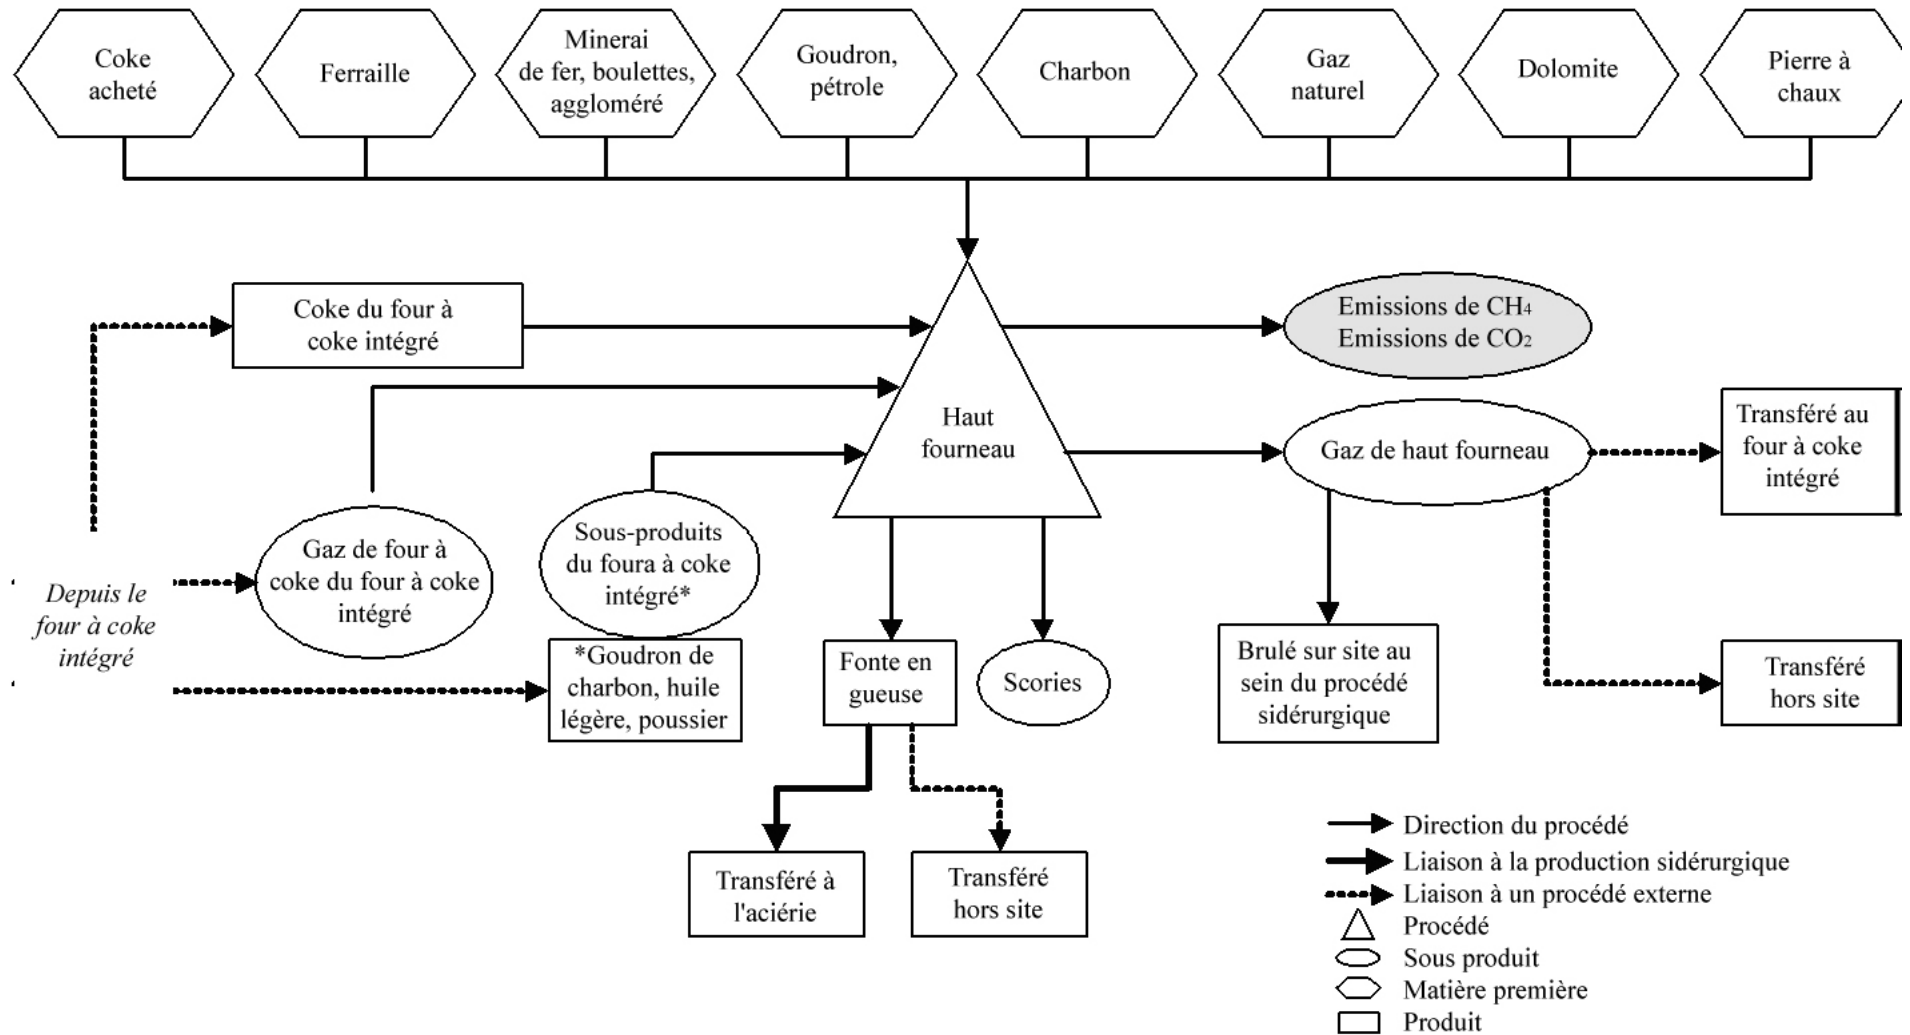 Coke
acheté
Ferraille
Minerai
de fer, boulettes,
aggloméré
Goudron,
pétrole
Charbon
Gaz
naturel
Dolomite
Pierre à
chaux
Coke du four à
coke intégré
Emissions de CH4
Emissions de CO2
Haut
fourneau
Gaz de haut fourneau
Transféré au
four à coke
intégré
Gaz de four à
coke du four à coke
intégré
Sous-produits
du foura à coke
intégré*
Depuis le
four à coke
intégré
*Goudron de
charbon, huile
légère, poussier
Fonte en
gueuse
Scories
Brulé sur site au
sein du procédé
sidérurgique
Transféré
hors site
Transféré à
l'aciérie
Transféré
hors site
Direction du procédé
Liaison à la production sidérurgique
Liaison à un procédé externe
Procédé
Sous produit
Matière première
Produit